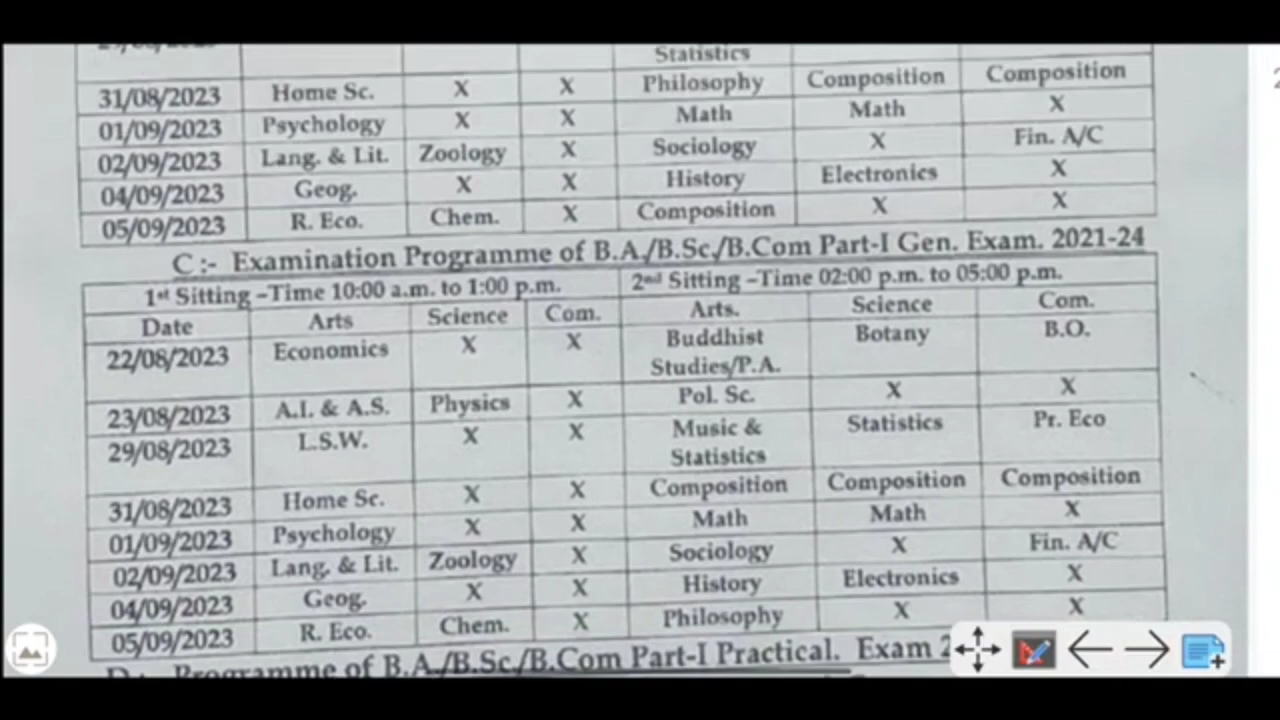 Statistics
31/08/2023 Home Sc. X X Philosophy Composition Composition
01/09/2023 Psychology X X Math Math X
02/09/2023 Lang. & Lit. Zoology X Sociology X Fin. A/C
04/09/2023 Geog. X X History Electronics X
05/09/2023 R. Eco. Chem. X Composition X X
C :- Examination Programme of B.A./B.Sc./B.Com Part-I Gen. Exam. 2021-24
1st Sitting –Time 10:00 a.m. to 1:00 p.m. 2nd Sitting –Time 02:00 p.m. to 05:00 p.m.
Date Arts Science Com. Arts. Science Com.
22/08/2023 Economics X X Buddhist Botany B.O.
Studies/P.A.
23/08/2023 A.I. & A.S. Physics X Pol. Sc. X X
29/08/2023 L.S.W. X X Music & Statistics Pr. Eco
Statistics
31/08/2023 Home Sc. X X Composition Composition Composition
01/09/2023 Psychology X X Math Math X
02/09/2023 Lang. & Lit. Zoology X Sociology X Fin. A/C
04/09/2023 Geog. X X History Electronics X
05/09/2023 R. Eco. Chem. X Philosophy X X
Programme of B.A./B.Sc./B.Com Part-I Practical. Exam 2